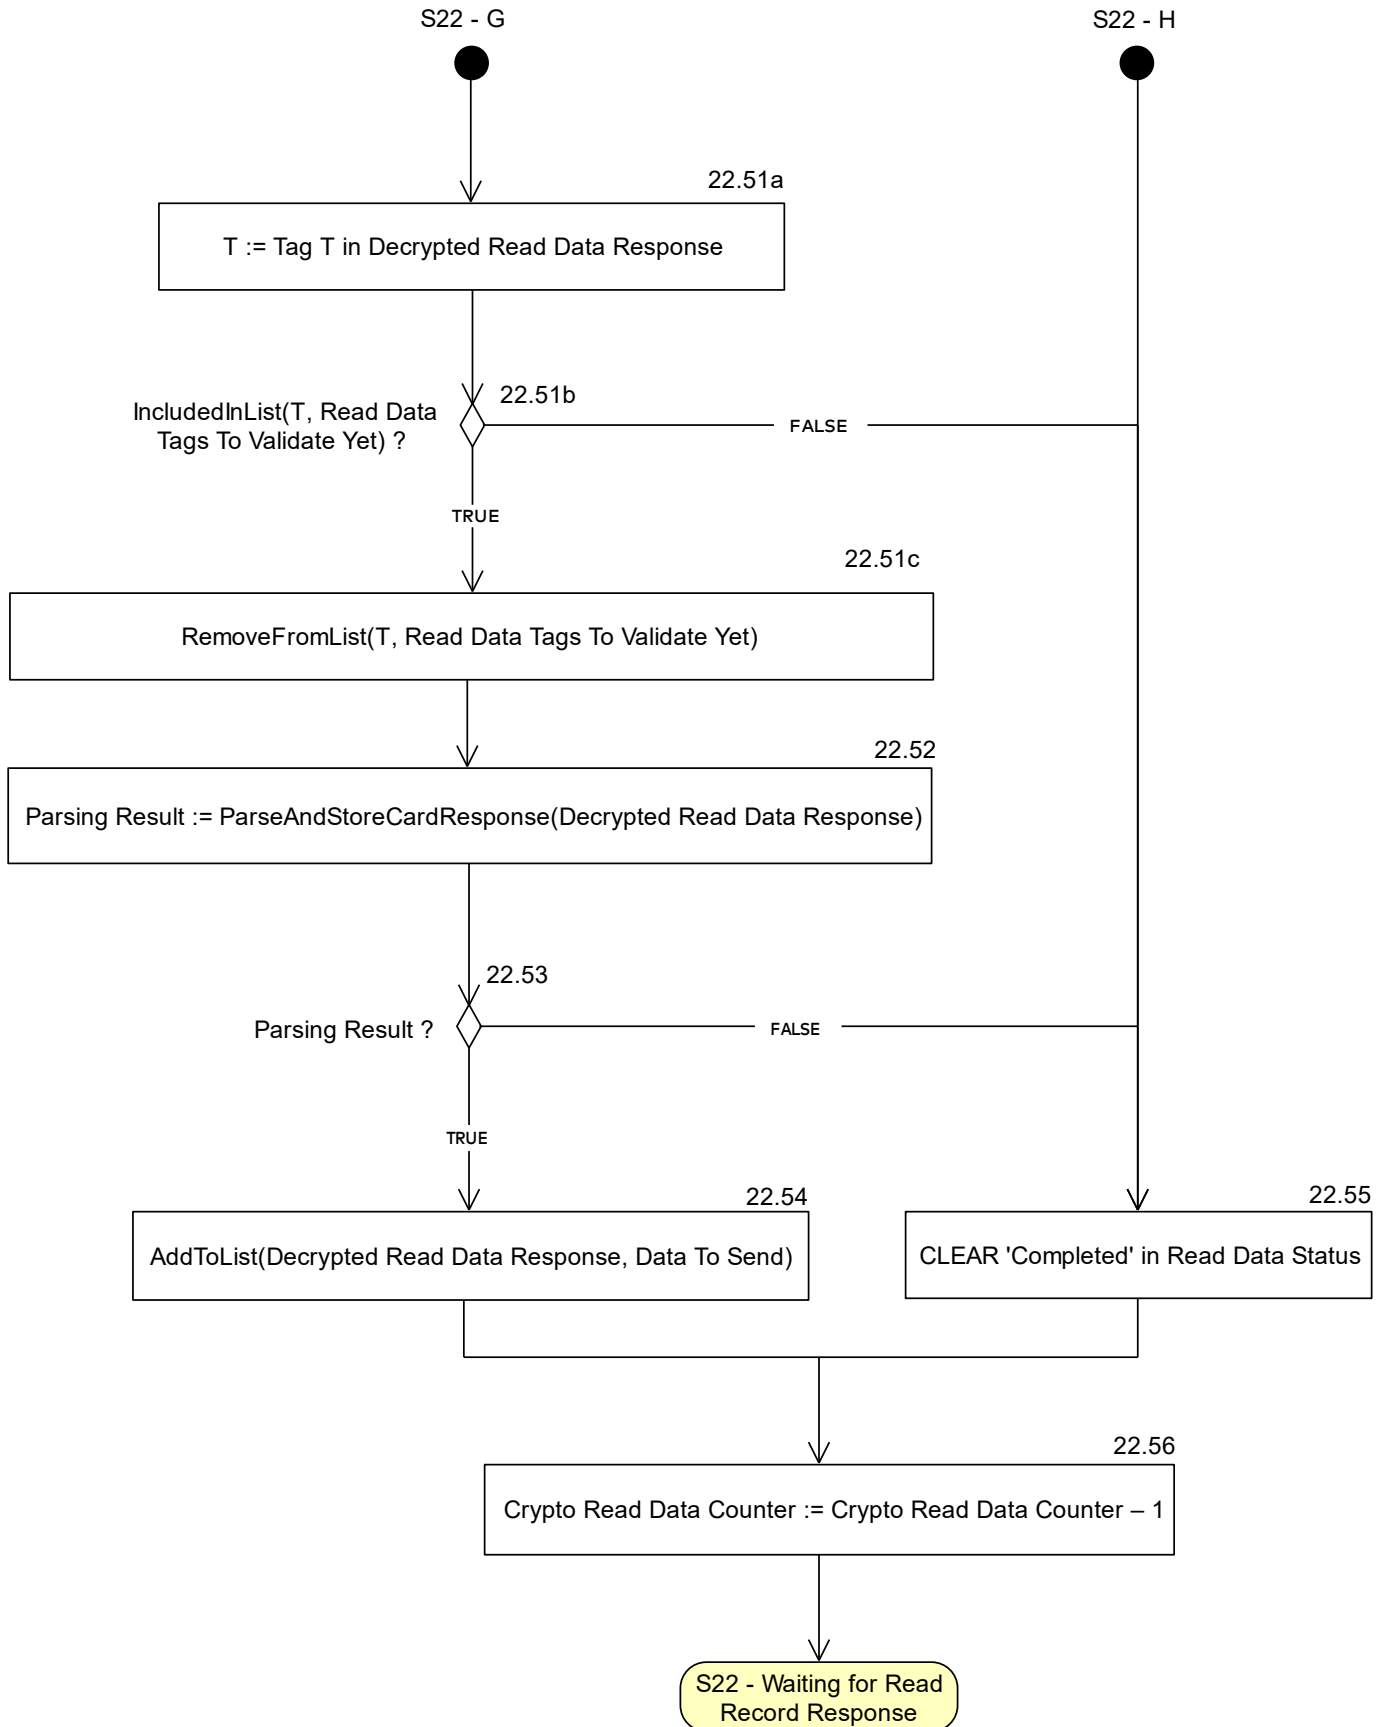 S22 - G
S22 - H
22.51a
T := Tag T in Decrypted Read Data Response
22.51b
IncludedInList(T, Read Data
Tags To Validate Yet) ?
FALSE
TRUE
22.51c
RemoveFromList(T, Read Data Tags To Validate Yet)
22.52
Parsing Result := ParseAndStoreCardResponse(Decrypted Read Data Response)
22.53
Parsing Result ?
FALSE
TRUE
22.54
AddToList(Decrypted Read Data Response, Data To Send)
22.55
CLEAR 'Completed' in Read Data Status
22.56
Crypto Read Data Counter := Crypto Read Data Counter – 1
S22 - Waiting for Read
Record Response